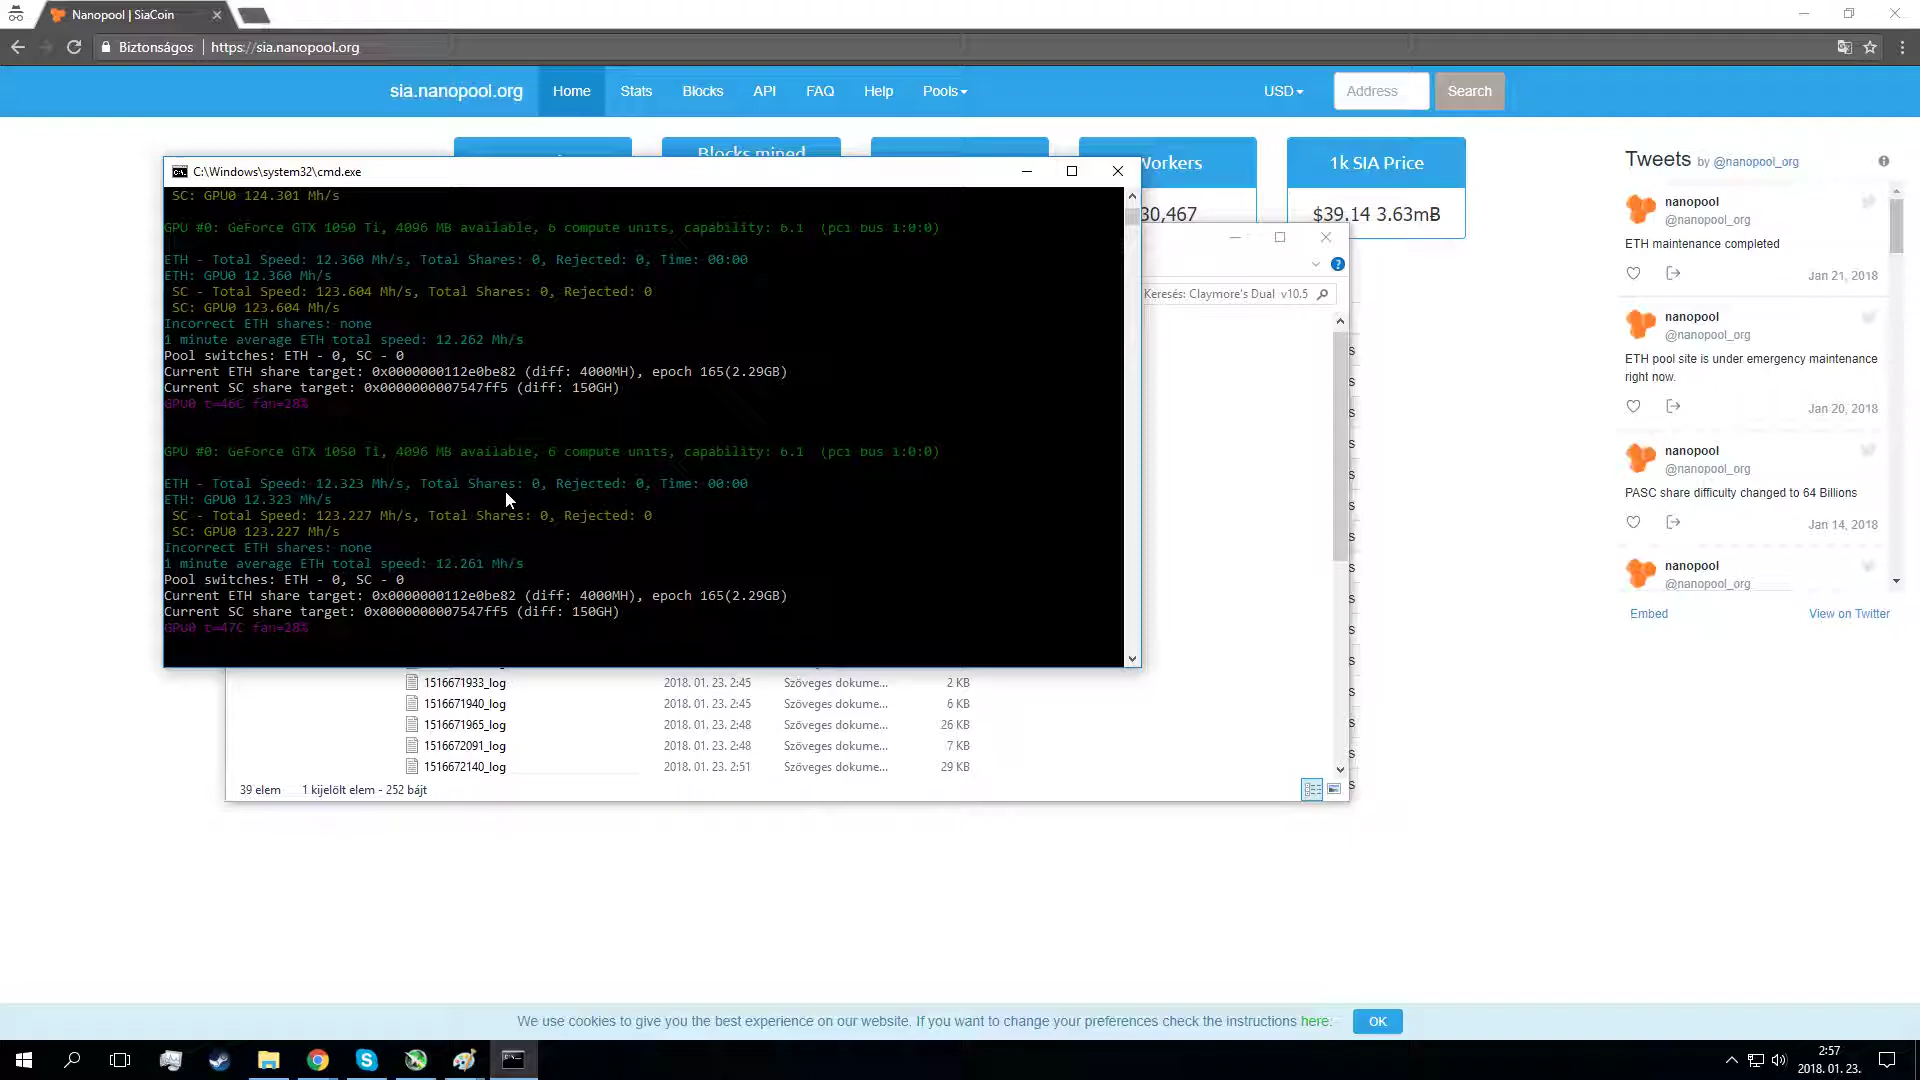 Nanopool | SiaCoin
Biztonságos
https://sia.nanopool.org
sia.nanopool.org
Home
Stats
Blocks
API
FAQ
Help
Pools
USD
Address
Search
Blocks mined
Workers
1k SIA Price
30,467
$39.14 3.63mɃ
C:\Windows\system32\cmd.exe
SC: GPU0 124.301 Mh/s
GPU #0: GeForce GTX 1050 Ti, 4096 MB available, 6 compute units, capability: 6.1  (pci bus 1:0:0)
ETH - Total Speed: 12.360 Mh/s, Total Shares: 0, Rejected: 0, Time: 00:00
ETH: GPU0 12.360 Mh/s
SC - Total Speed: 123.604 Mh/s, Total Shares: 0, Rejected: 0
SC: GPU0 123.604 Mh/s
Incorrect ETH shares: none
1 minute average ETH total speed: 12.262 Mh/s
Pool switches: ETH - 0, SC - 0
Current ETH share target: 0x0000000112e0be82 (diff: 4000MH), epoch 165(2.29GB)
Current SC share target: 0x0000000007547ff5 (diff: 150GH)
GPU0 t=46C fan=28%
GPU #0: GeForce GTX 1050 Ti, 4096 MB available, 6 compute units, capability: 6.1  (pci bus 1:0:0)
ETH - Total Speed: 12.323 Mh/s, Total Shares: 0, Rejected: 0, Time: 00:00
ETH: GPU0 12.323 Mh/s
SC - Total Speed: 123.227 Mh/s, Total Shares: 0, Rejected: 0
SC: GPU0 123.227 Mh/s
Incorrect ETH shares: none
1 minute average ETH total speed: 12.261 Mh/s
Pool switches: ETH - 0, SC - 0
Current ETH share target: 0x0000000112e0be82 (diff: 4000MH), epoch 165(2.29GB)
Current SC share target: 0x0000000007547ff5 (diff: 150GH)
GPU0 t=47C fan=28%
Keresés: Claymore's Dual v10.5
1516671933_log 2018. 01. 23. 2:45 Szöveges dokume... 2 KB
1516671940_log 2018. 01. 23. 2:45 Szöveges dokume... 6 KB
1516671965_log 2018. 01. 23. 2:48 Szöveges dokume... 26 KB
1516672091_log 2018. 01. 23. 2:48 Szöveges dokume... 7 KB
1516672140_log 2018. 01. 23. 2:51 Szöveges dokume... 29 KB
39 elem
1 kijelölt elem - 252 bájt
Tweets by @nanopool_org
nanopool
@nanopool_org
ETH maintenance completed
Jan 21, 2018
nanopool
@nanopool_org
ETH pool site is under emergency maintenance
right now.
Jan 20, 2018
nanopool
@nanopool_org
PASC share difficulty changed to 64 Billions
Jan 14, 2018
nanopool
@nanopool_org
Embed
View on Twitter
We use cookies to give you the best experience on our website. If you want to change your preferences check the instructions here.
OK
2:57
2018. 01. 23.